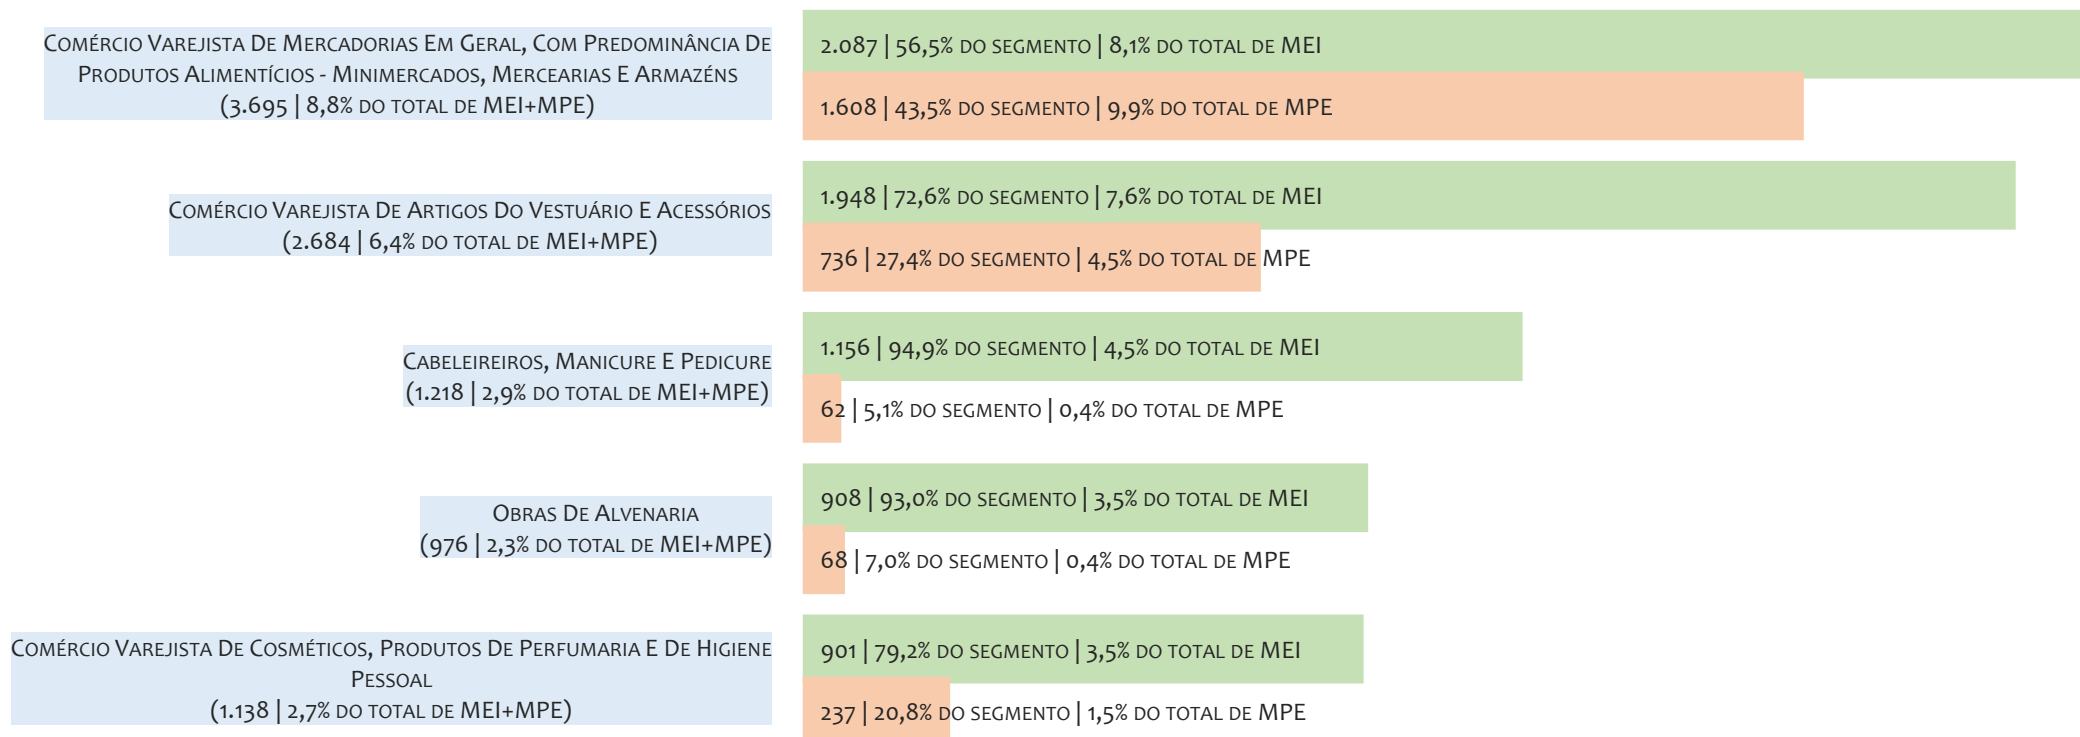 Comércio Varejista De Mercadorias Em Geral, Com Predominância De
Produtos Alimentícios - Minimercados, Mercearias E Armazéns
(3.695 | 8,8% do total de MEI+MPE)
2.087 | 56,5% do segmento | 8,1% do total de MEI
1.608 | 43,5% do segmento | 9,9% do total de MPE
Comércio Varejista De Artigos Do Vestuário E Acessórios
(2.684 | 6,4% do total de MEI+MPE)
1.948 | 72,6% do segmento | 7,6% do total de MEI
736 | 27,4% do segmento | 4,5% do total de MPE
Cabeleireiros, Manicure E Pedicure
(1.218 | 2,9% do total de MEI+MPE)
1.156 | 94,9% do segmento | 4,5% do total de MEI
62 | 5,1% do segmento | 0,4% do total de MPE
Obras De Alvenaria
(976 | 2,3% do total de MEI+MPE)
908 | 93,0% do segmento | 3,5% do total de MEI
68 | 7,0% do segmento | 0,4% do total de MPE
Comércio Varejista De Cosméticos, Produtos De Perfumaria E De Higiene
Pessoal
(1.138 | 2,7% do total de MEI+MPE)
901 | 79,2% do segmento | 3,5% do total de MEI
237 | 20,8% do segmento | 1,5% do total de MPE